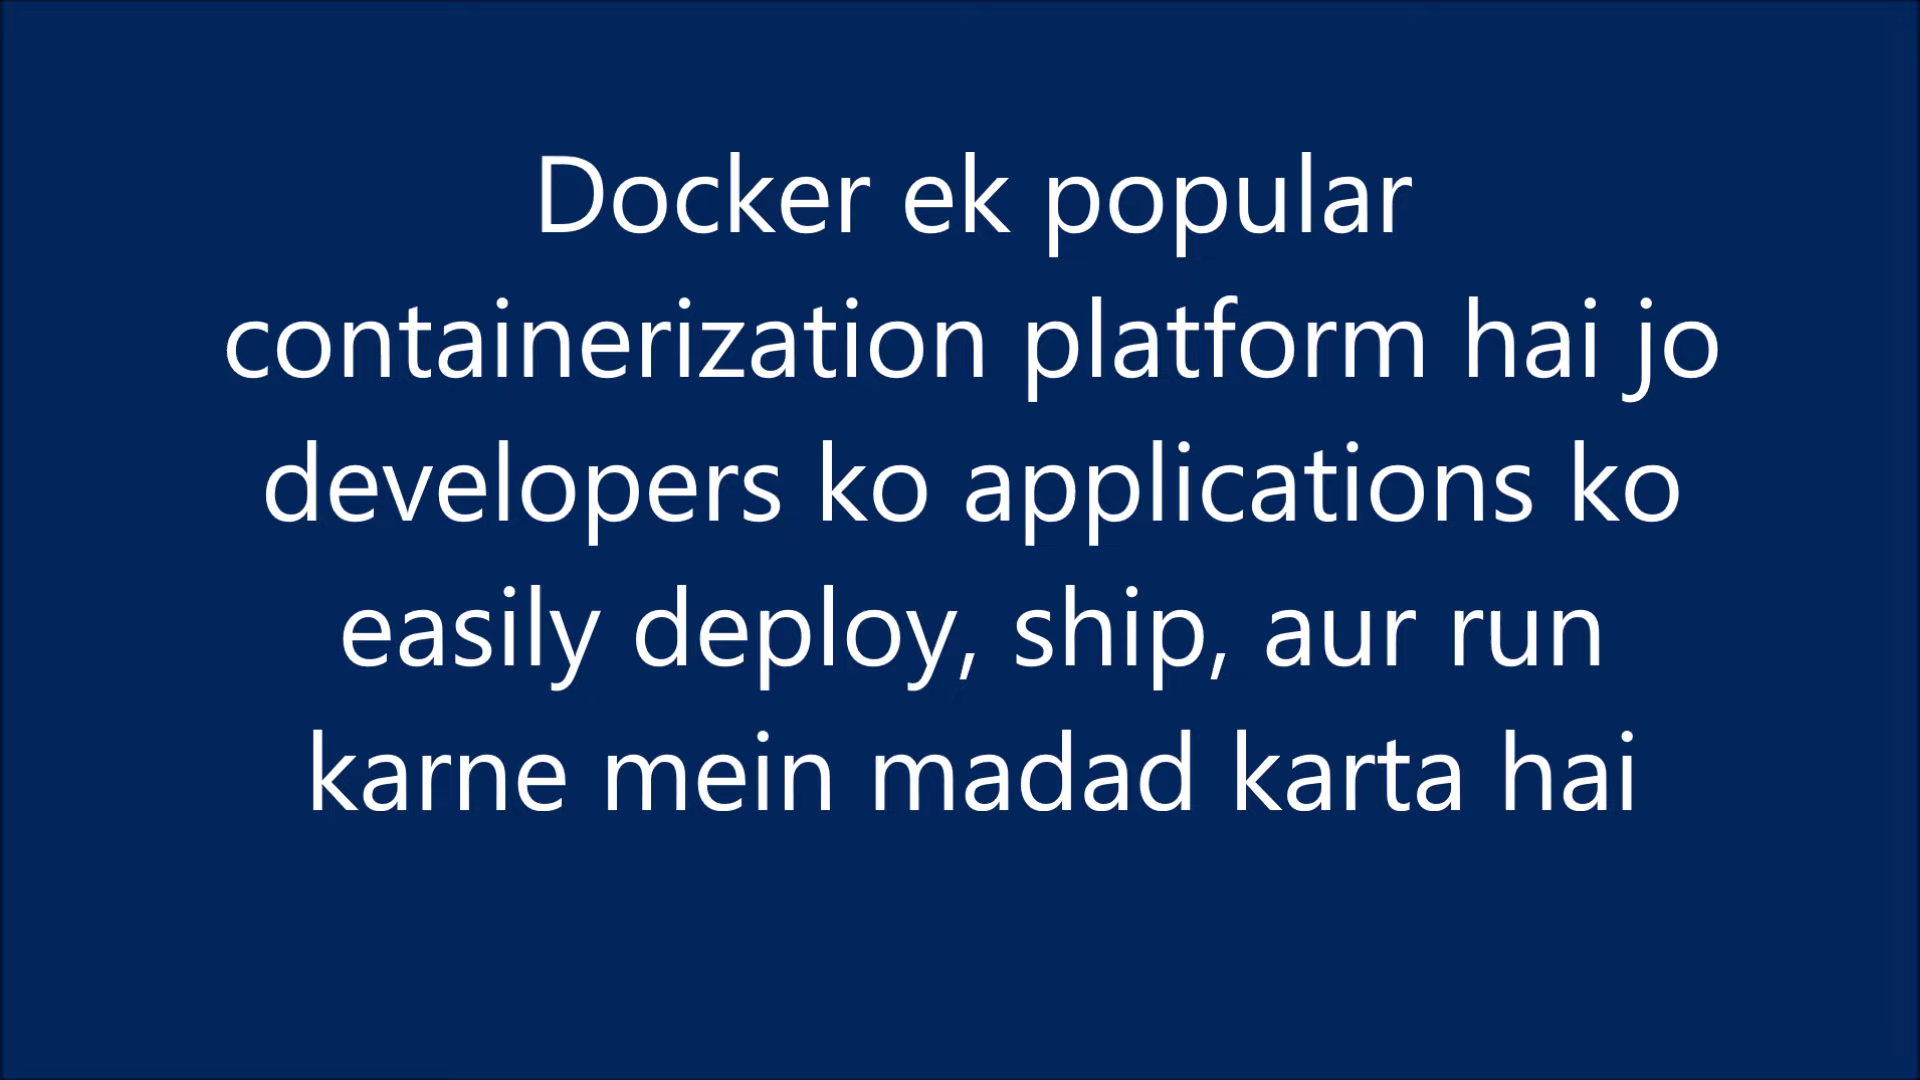 Docker ek popular
containerization platform hai jo
developers ko applications ko
easily deploy, ship, aur run
karne mein madad karta hai